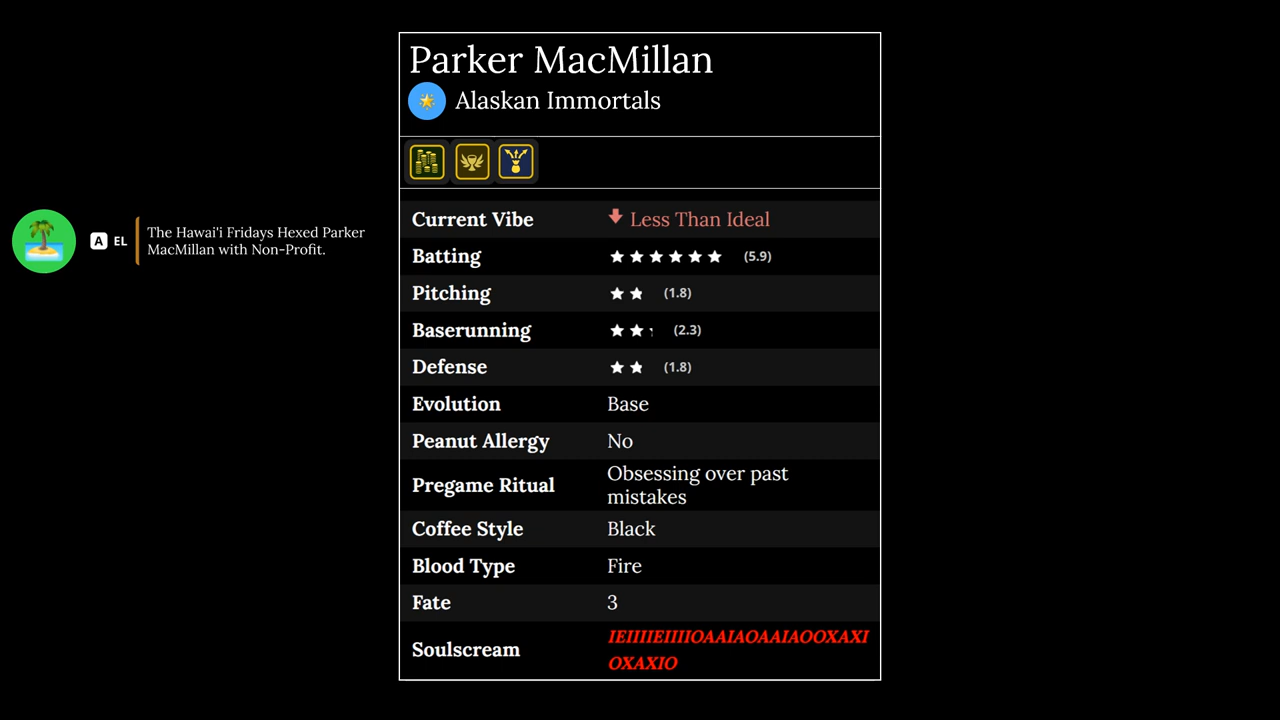 Parker MacMillan
Alaskan Immortals
A EL
The Hawai'i Fridays Hexed Parker
MacMillan with Non-Profit.
Current Vibe Less Than Ideal
Batting (5.9)
Pitching (1.8)
Baserunning (2.3)
Defense (1.8)
Evolution Base
Peanut Allergy No
Pregame Ritual Obsessing over past
mistakes
Coffee Style Black
Blood Type Fire
Fate 3
Soulscream IEIIIIEIIIIOAAIAOAAIAOOXAXI
OXAXIO